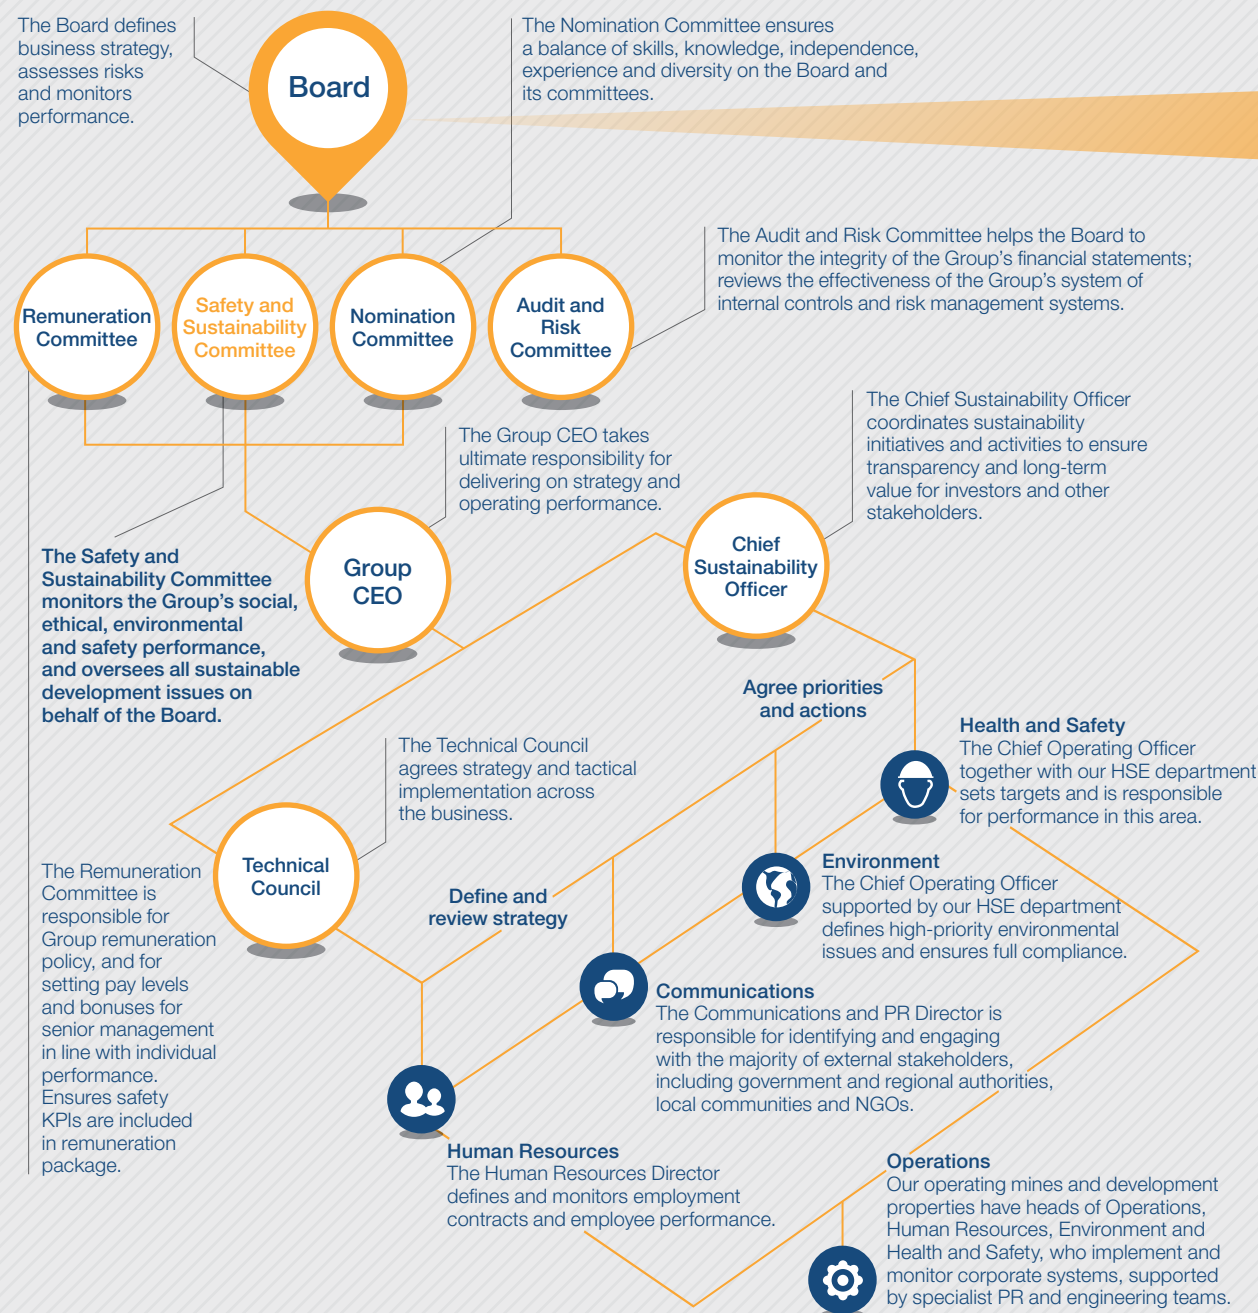 The Board defines
business strategy,
assesses risks
and monitors
performance.
Board
The Nomination Committee ensures
a balance of skills, knowledge, independence,
experience and diversity on the Board and
its committees.
The Audit and Risk Committee helps the Board to
monitor the integrity of the Group's financial statements;
reviews the effectiveness of the Group's system of
internal controls and risk management systems.
Remuneration
Committee
Safety and
Sustainability
Committee
Nomination
Committee
Audit and
Risk
Committee
The Chief Sustainability Officer
coordinates sustainability
initiatives and activities to ensure
transparency and long-term
value for investors and other
stakeholders.
The Group CEO takes
ultimate responsibility for
delivering on strategy and
operating performance.
The Safety and
Sustainability Committee
monitors the Group's social,
ethical, environmental
and safety performance,
and oversees all sustainable
development issues on
behalf of the Board.
Group
CEO
Chief
Sustainability
Officer
Agree priorities
and actions
Health and Safety
The Chief Operating Officer
together with our HSE department
sets targets and is responsible
for performance in this area.
The Technical Council
agrees strategy and tactical
implementation across
the business.
Technical
Council
Define and
review strategy
Environment
The Chief Operating Officer
supported by our HSE department
defines high-priority environmental
issues and ensures full compliance.
The Remuneration
Committee is
responsible for
Group remuneration
policy, and for
setting pay levels
and bonuses for
senior management
in line with individual
performance.
Ensures safety
KPIs are included
in remuneration
package.
Communications
The Communications and PR Director is
responsible for identifying and engaging
with the majority of external stakeholders,
including government and regional authorities,
local communities and NGOs.
Human Resources
The Human Resources Director
defines and monitors employment
contracts and employee performance.
Operations
Our operating mines and development
properties have heads of Operations,
Human Resources, Environment and
Health and Safety, who implement and
monitor corporate systems, supported
by specialist PR and engineering teams.